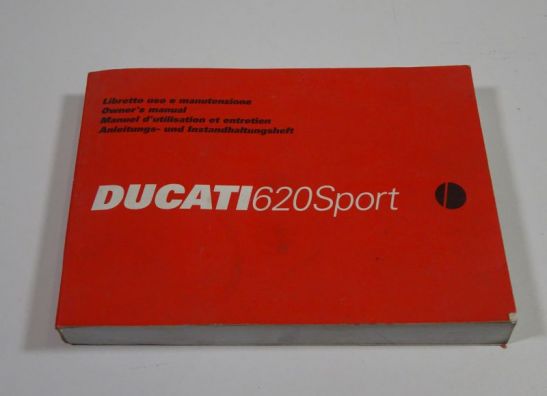 Libretto uso e manutenzione
Owner's manual
Manuel d'utilisation et entretien
Anleitungs- und Instandhaltungsheft
DUCATI620Sport